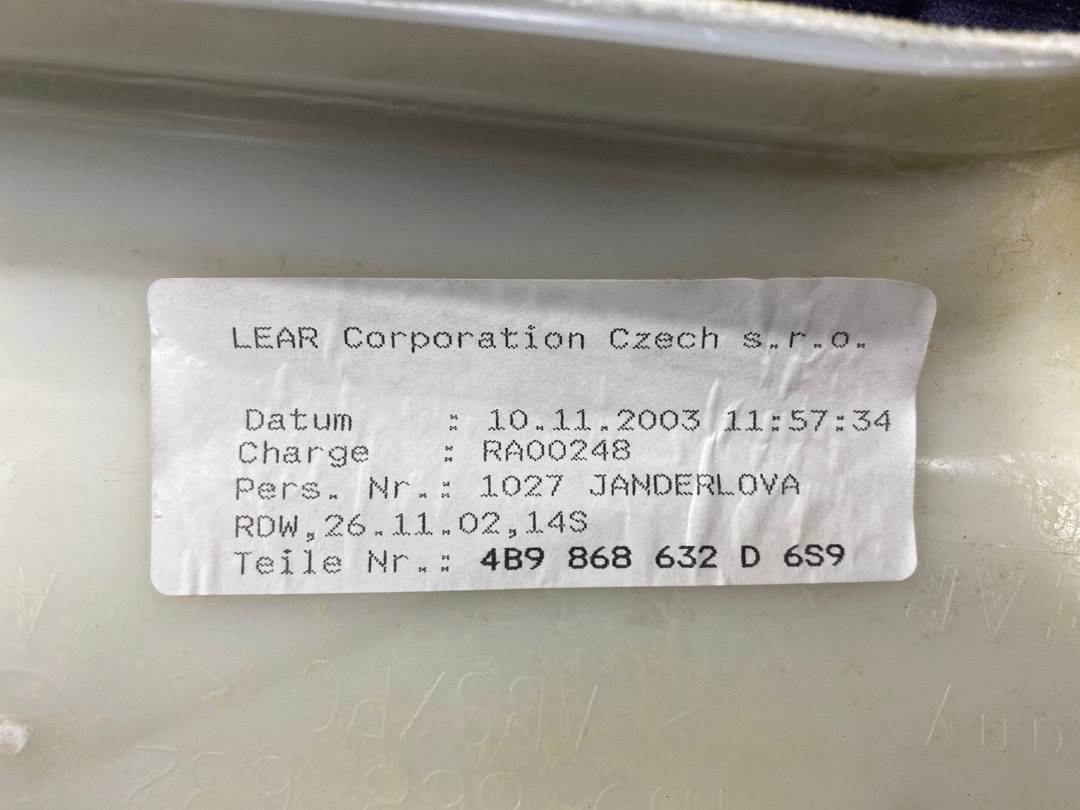 LEAR Corporation Czech s.r.o.
Datum : 10.11.2003 11:57:34
Charge : RA00248
Pers. Nr.: 1027 JANDERLOVA
RDW,26.11.02,14S
Teile Nr.: 4B9 868 632 D 6S9